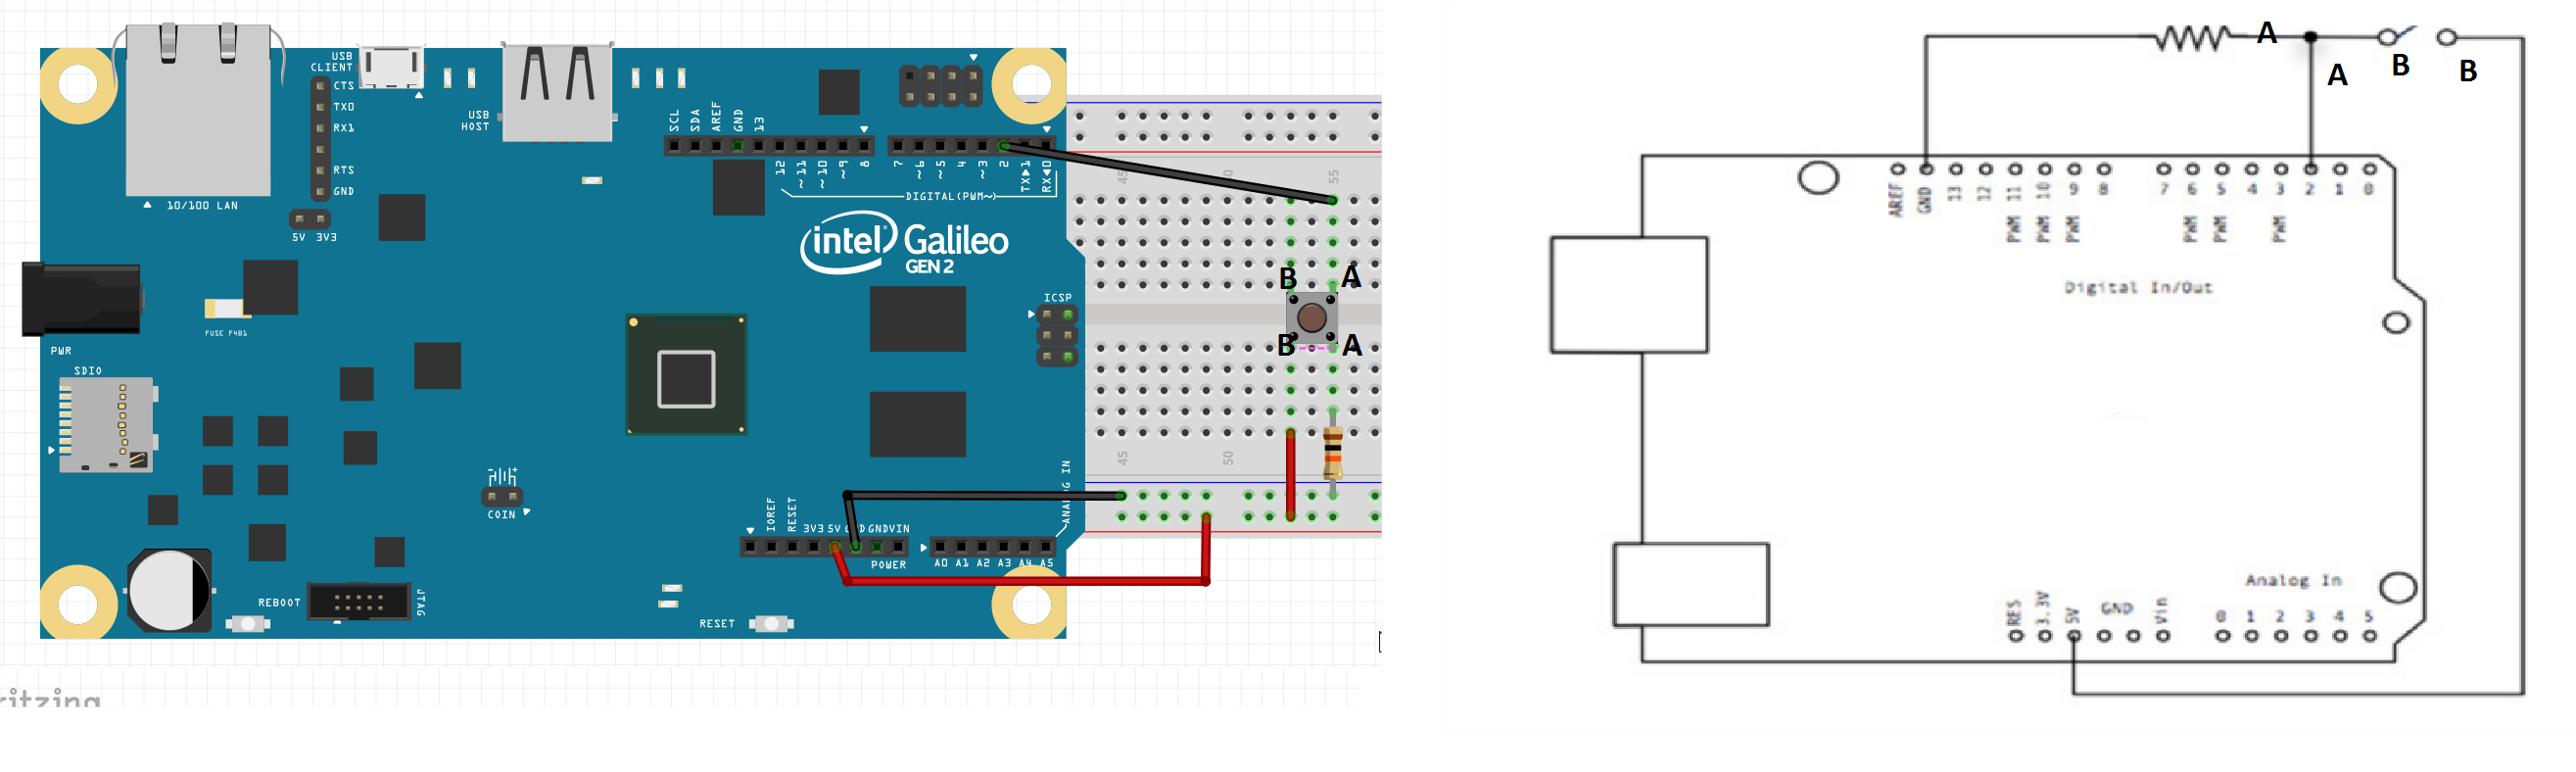 USB
CLIENT
CTS
TXO
RX1
RTS
GND
10/100 LAN
5V 3V3
USB
HOST
SCL
SDA
AREF
GND
13
12
~11
~10
~9
8
7
~6
~5
4
~3
2
TX▶1
RX◀0
DIGITAL(PWM~)
intel Galileo
GEN 2
ICSP
FUSE F4B1
PWR
SDIO
COIN
IOREF
RESET
3V3 5V GNDVIN
POWER
ANALOG IN
A0 A1 A2 A3 A4 A5
REBOOT
JTAG
RESET
55
45
50
B A
B A
ritzing
A
A
B
B
AREF
GND
13
12
PWM 11
PWM 10
PWM 9
8
7
PWM 6
PWM 5
4
PWM 3
2
1
0
Digital In/Out
RES
3.3V
5V
GND
Vin
Analog In
0 1 2 3 4 5